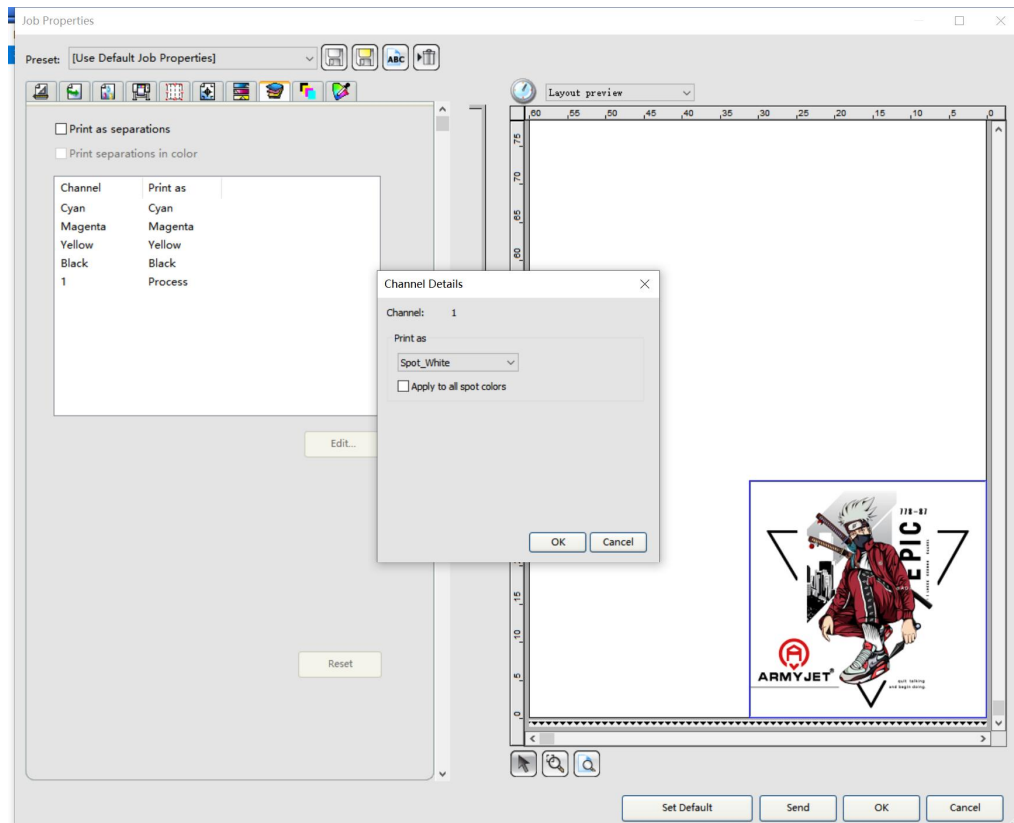 Job Properties
Preset: [Use Default Job Properties]
ABC
Layout preview
Print as separations
Print separations in color
Channel Print as
Cyan Cyan
Magenta Magenta
Yellow Yellow
Black Black
1 Process
Edit...
Reset
60 55 50 45 40 35 30 25 20 15 10 5 0
75
70
65
60
15
10
5
0
Channel Details
Channel: 1
Print as
Spot_White
Apply to all spot colors
OK Cancel
778-87
EPIC
ARMYJET®
quit talking
and begin doing.
Set Default Send OK Cancel